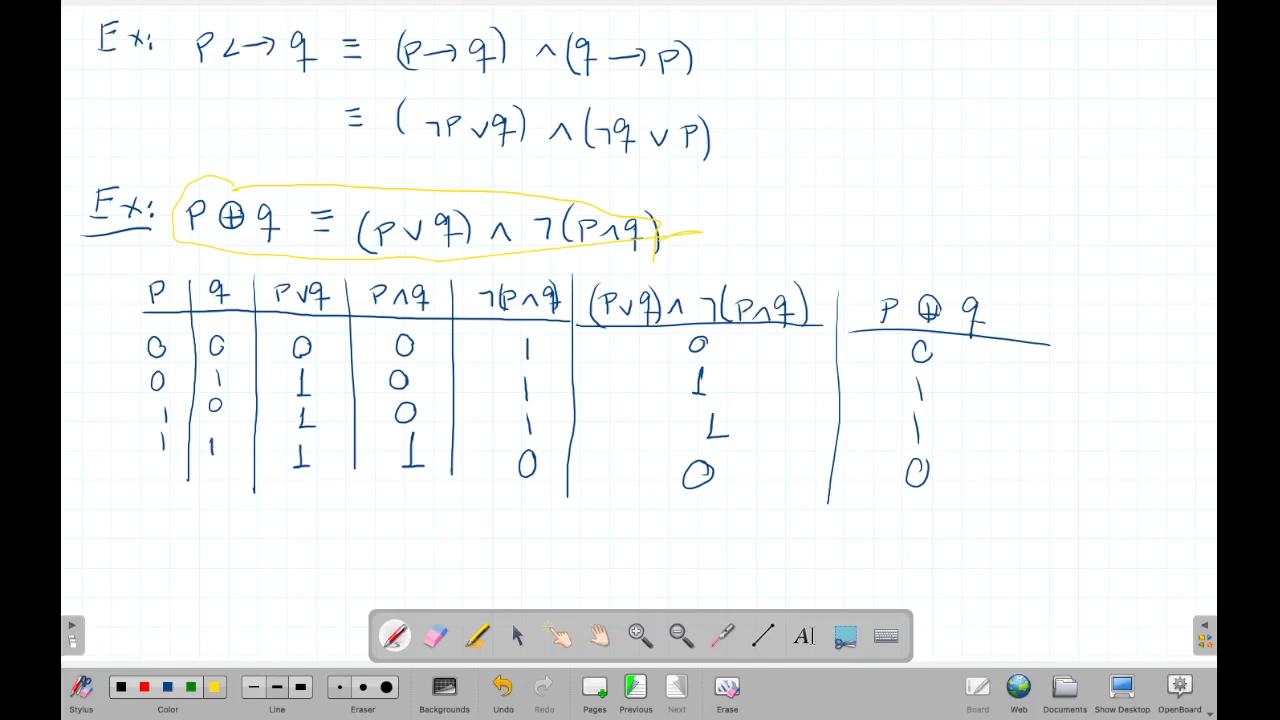 Ex: P <-> q ≡ (P → q) ∧ (q → P)
≡ (¬P ∨ q) ∧ (¬q ∨ P)
Ex: P ⊕ q ≡ (P ∨ q) ∧ ¬(P ∧ q)
P q P∨q P∧q ¬(P∧q) (P∨q)∧ ¬(P∧q) P ⊕ q
0 0 0 0 1 0 0
0 1 1 0 1 1 1
1 0 1 0 1 1 1
1 1 1 1 0 0 0
AI
Stylus Color Line Eraser Backgrounds Undo Redo Pages Previous Next Erase Board Web Documents Show Desktop OpenBoard